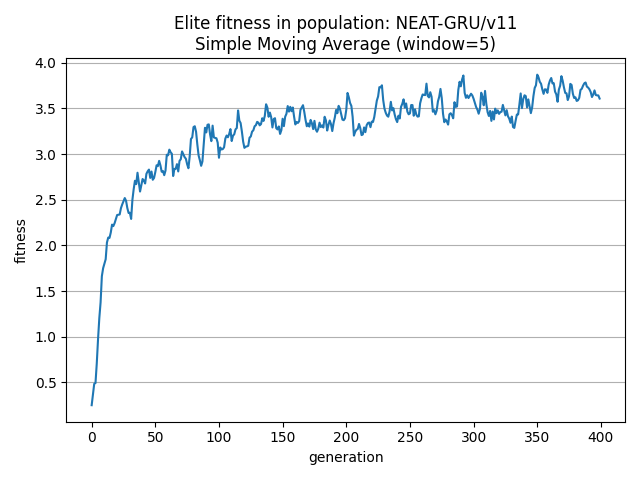 Elite fitness in population: NEAT-GRU/v11
Simple Moving Average (window=5)
fitness
4.0
3.5
3.0
2.5
2.0
1.5
1.0
0.5
0 50 100 150 200 250 300 350 400
generation